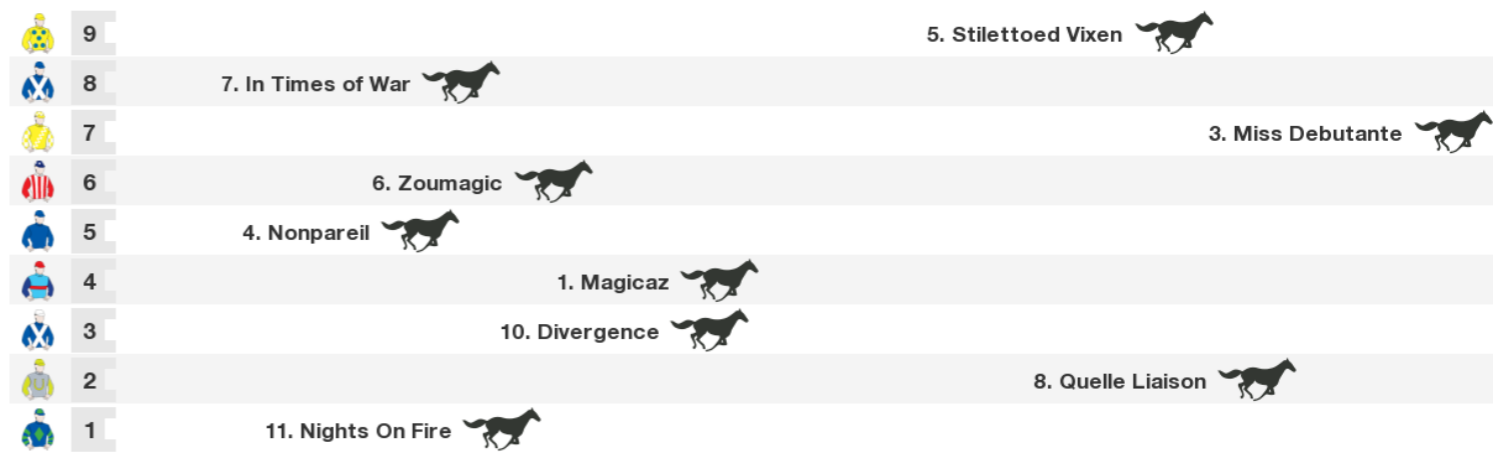 9 5. Stilettoed Vixen
8 7. In Times of War
7 3. Miss Debutante
6 6. Zoumagic
5 4. Nonpareil
4 1. Magicaz
3 10. Divergence
2 8. Quelle Liaison
1 11. Nights On Fire